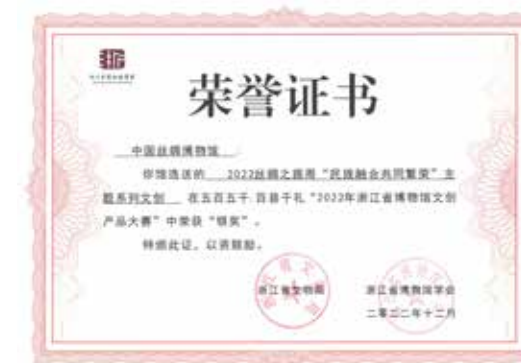 荣誉证书
中国丝绸博物馆
你馆选送的 2022丝绸之路周“民族融合共同繁荣”主
题系列文创 在五百五千·百县千礼“2022年浙江省博物馆文创
产品大赛”中荣获“银奖”。
特颁此证，以资鼓励。
浙江省文物局 浙江省博物馆学会
二零二二年十二月